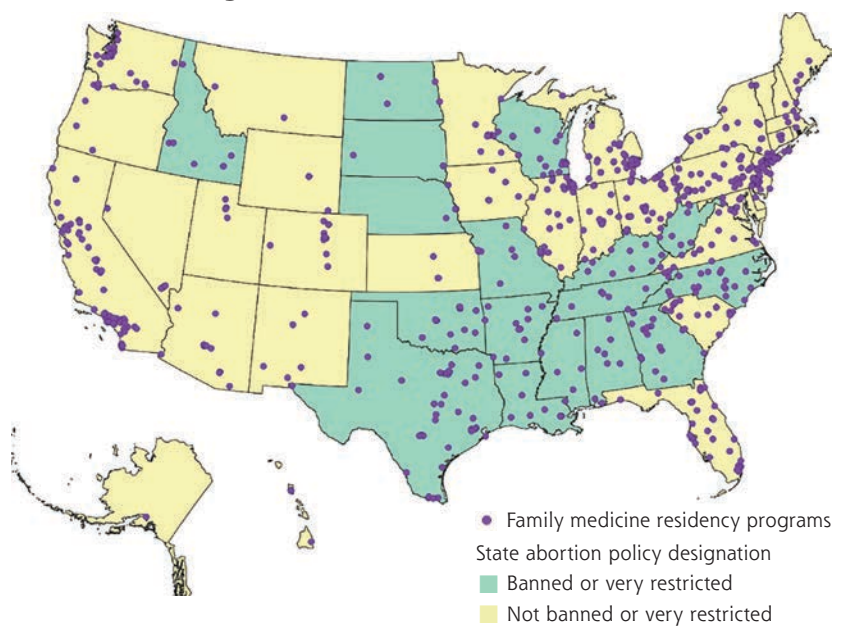 Family medicine residency programs
State abortion policy designation
Banned or very restricted
Not banned or very restricted